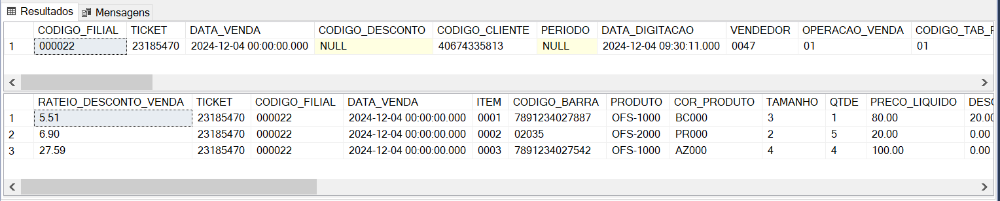 Resultados Mensagens
CODIGO_FILIAL TICKET DATA_VENDA CODIGO_DESCONTO CODIGO_CLIENTE PERIODO DATA_DIGITACAO VENDEDOR OPERACAO_VENDA CODIGO_TAB_
1 000022 23185470 2024-12-04 00:00:00.000 NULL 40674335813 NULL 2024-12-04 09:30:11.000 0047 01 01
RATEIO_DESCONTO_VENDA TICKET CODIGO_FILIAL DATA_VENDA ITEM CODIGO_BARRA PRODUTO COR_PRODUTO TAMANHO QTDE PRECO_LIQUIDO DESC
1 5.51 23185470 000022 2024-12-04 00:00:00.000 0001 7891234027887 OFS-1000 BC000 3 1 80.00 20.00
2 6.90 23185470 000022 2024-12-04 00:00:00.000 0002 02035 OFS-2000 PR000 2 5 20.00 0.00
3 27.59 23185470 000022 2024-12-04 00:00:00.000 0003 7891234027542 OFS-1000 AZ000 4 4 100.00 0.00